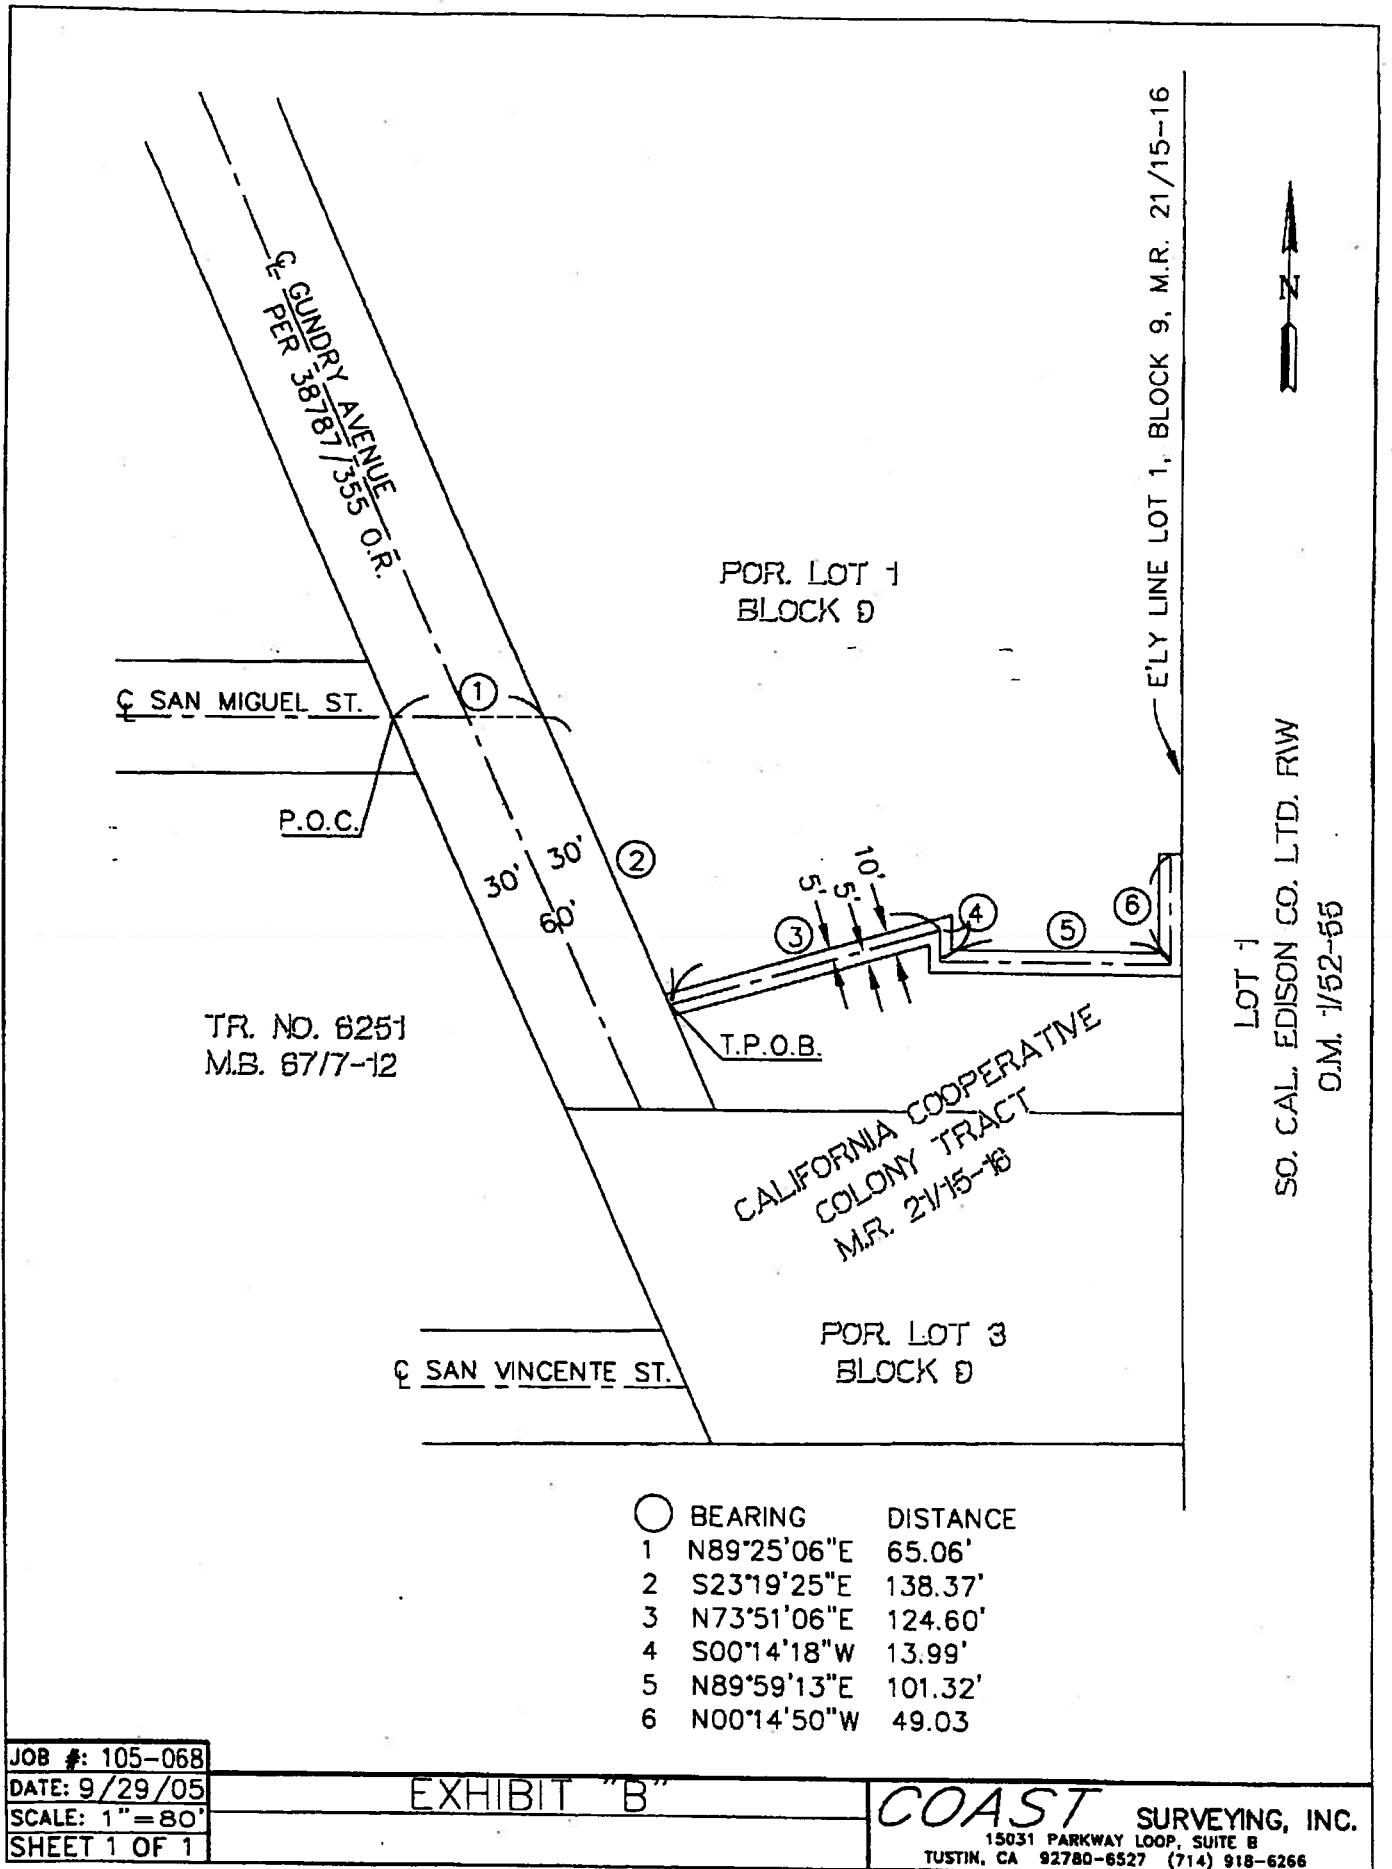 ℄ GUNDRY AVENUE
PER 38787/355 O.R.
E'LY LINE LOT 1, BLOCK 9, M.R. 21/15-16
N
POR. LOT 1
BLOCK 9
℄ SAN MIGUEL ST.
1
P.O.C.
2
30'
30'
60'
3
5'
5'
10'
4
5
6
T.P.O.B.
TR. NO. 6251
M.B. 67/7-12
CALIFORNIA COOPERATIVE
COLONY TRACT
M.R. 21/15-16
LOT 1
SO. CAL. EDISON CO. LTD. R\W
O.M. 1/52-55
POR. LOT 3
BLOCK 9
℄ SAN VINCENTE ST.
BEARING DISTANCE
1 N89°25'06"E 65.06'
2 S23°19'25"E 138.37'
3 N73°51'06"E 124.60'
4 S00°14'18"W 13.99'
5 N89°59'13"E 101.32'
6 N00°14'50"W 49.03
JOB #: 105-068
DATE: 9/29/05
SCALE: 1"=80'
SHEET 1 OF 1
EXHIBIT "B"
COAST SURVEYING, INC.
15031 PARKWAY LOOP, SUITE B
TUSTIN, CA 92780-6527 (714) 918-6266